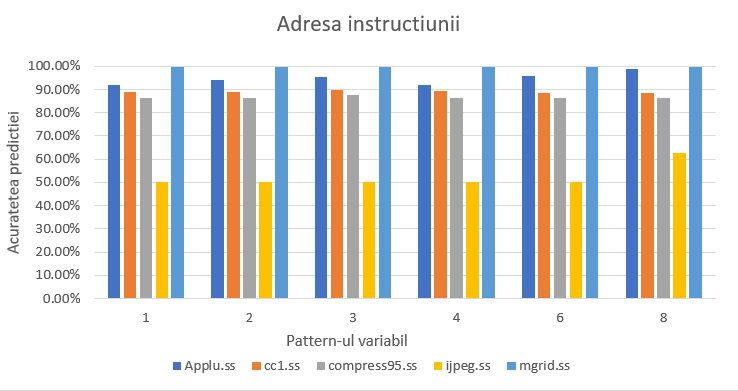 Adresa instructiunii
Acuratetea predictiei
100.00%
90.00%
80.00%
70.00%
60.00%
50.00%
40.00%
30.00%
20.00%
10.00%
0.00%
1 2 3 4 6 8
Pattern-ul variabil
Applu.ss cc1.ss compress95.ss ijpeg.ss mgrid.ss